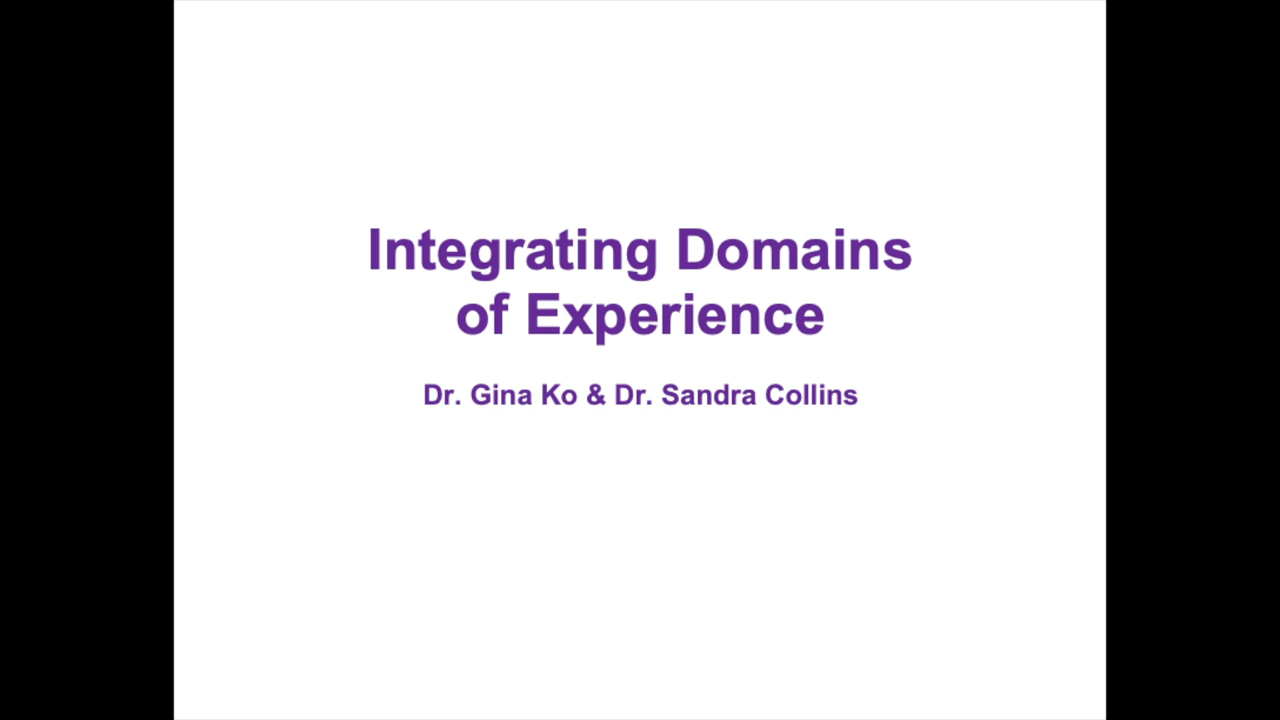 Integrating Domains
of Experience
Dr. Gina Ko & Dr. Sandra Collins